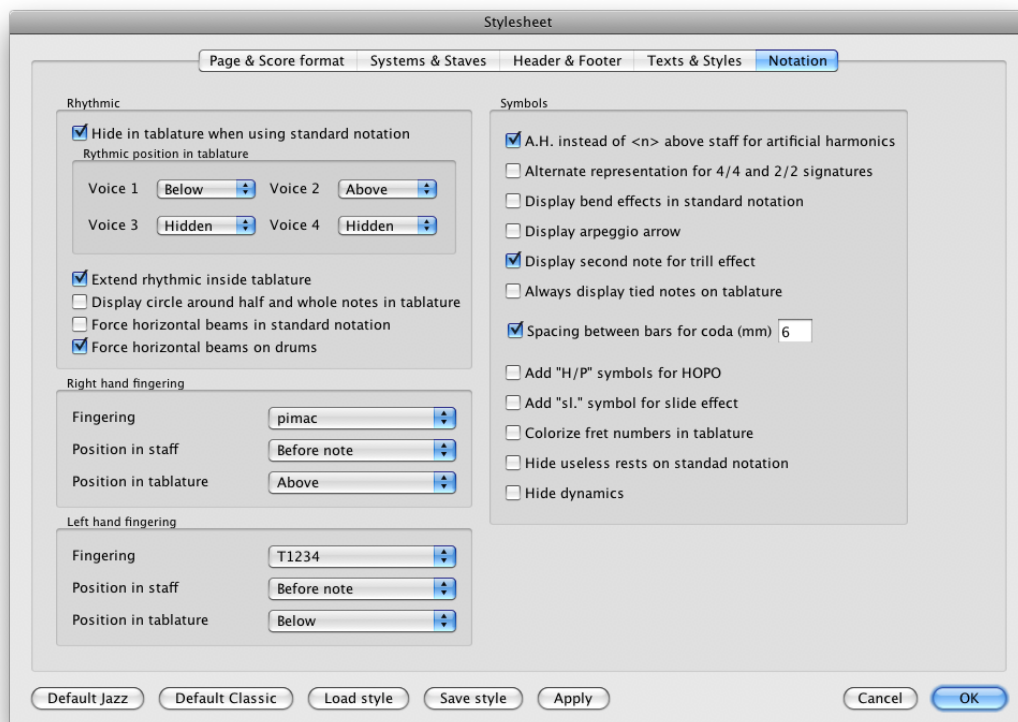 Stylesheet
Page & Score format Systems & Staves Header & Footer Texts & Styles Notation
Rhythmic
Hide in tablature when using standard notation
Rythmic position in tablature
Voice 1 Below Voice 2 Above
Voice 3 Hidden Voice 4 Hidden
Extend rhythmic inside tablature
Display circle around half and whole notes in tablature
Force horizontal beams in standard notation
Force horizontal beams on drums
Right hand fingering
Fingering pimac
Position in staff Before note
Position in tablature Above
Left hand fingering
Fingering T1234
Position in staff Before note
Position in tablature Below
Symbols
A.H. instead of <n> above staff for artificial harmonics
Alternate representation for 4/4 and 2/2 signatures
Display bend effects in standard notation
Display arpeggio arrow
Display second note for trill effect
Always display tied notes on tablature
Spacing between bars for coda (mm) 6
Add "H/P" symbols for HOPO
Add "sl." symbol for slide effect
Colorize fret numbers in tablature
Hide useless rests on standad notation
Hide dynamics
Default Jazz Default Classic Load style Save style Apply Cancel OK